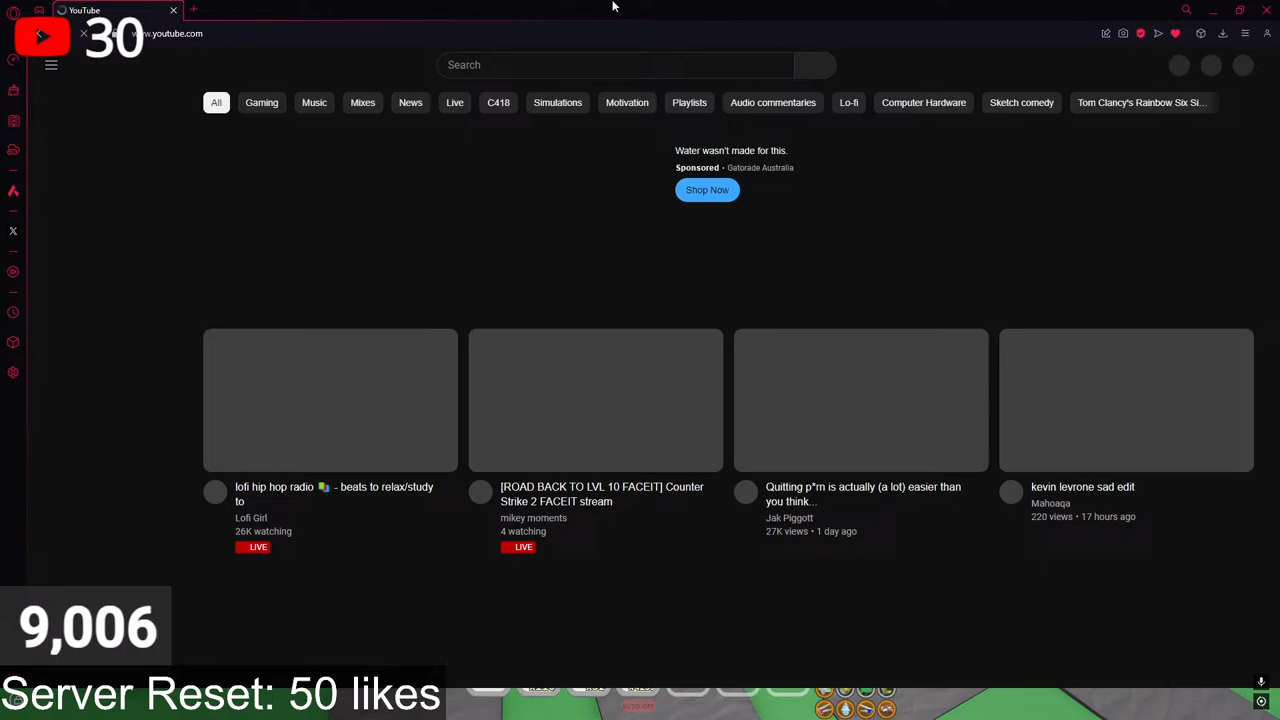 YouTube
30
www.youtube.com
Search
All
Gaming
Music
Mixes
News
Live
C418
Simulations
Motivation
Playlists
Audio commentaries
Lo-fi
Computer Hardware
Sketch comedy
Tom Clancy's Rainbow Six Si...
Water wasn't made for this.
Sponsored • Gatorade Australia
Shop Now
lofi hip hop radio 📚 - beats to relax/study
to
Lofi Girl
26K watching
LIVE
[ROAD BACK TO LVL 10 FACEIT] Counter
Strike 2 FACEIT stream
mikey moments
4 watching
LIVE
Quitting p*rn is actually (a lot) easier than
you think...
Jak Piggott
27K views • 1 day ago
kevin levrone sad edit
Mahoaqa
220 views • 17 hours ago
9,006
Server Reset: 50 likes
AUTO OFF